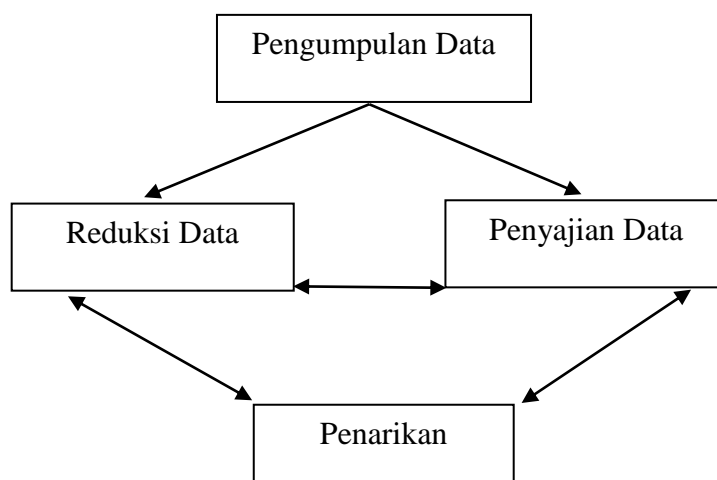 Pengumpulan Data
Reduksi Data
Penyajian Data
Penarikan